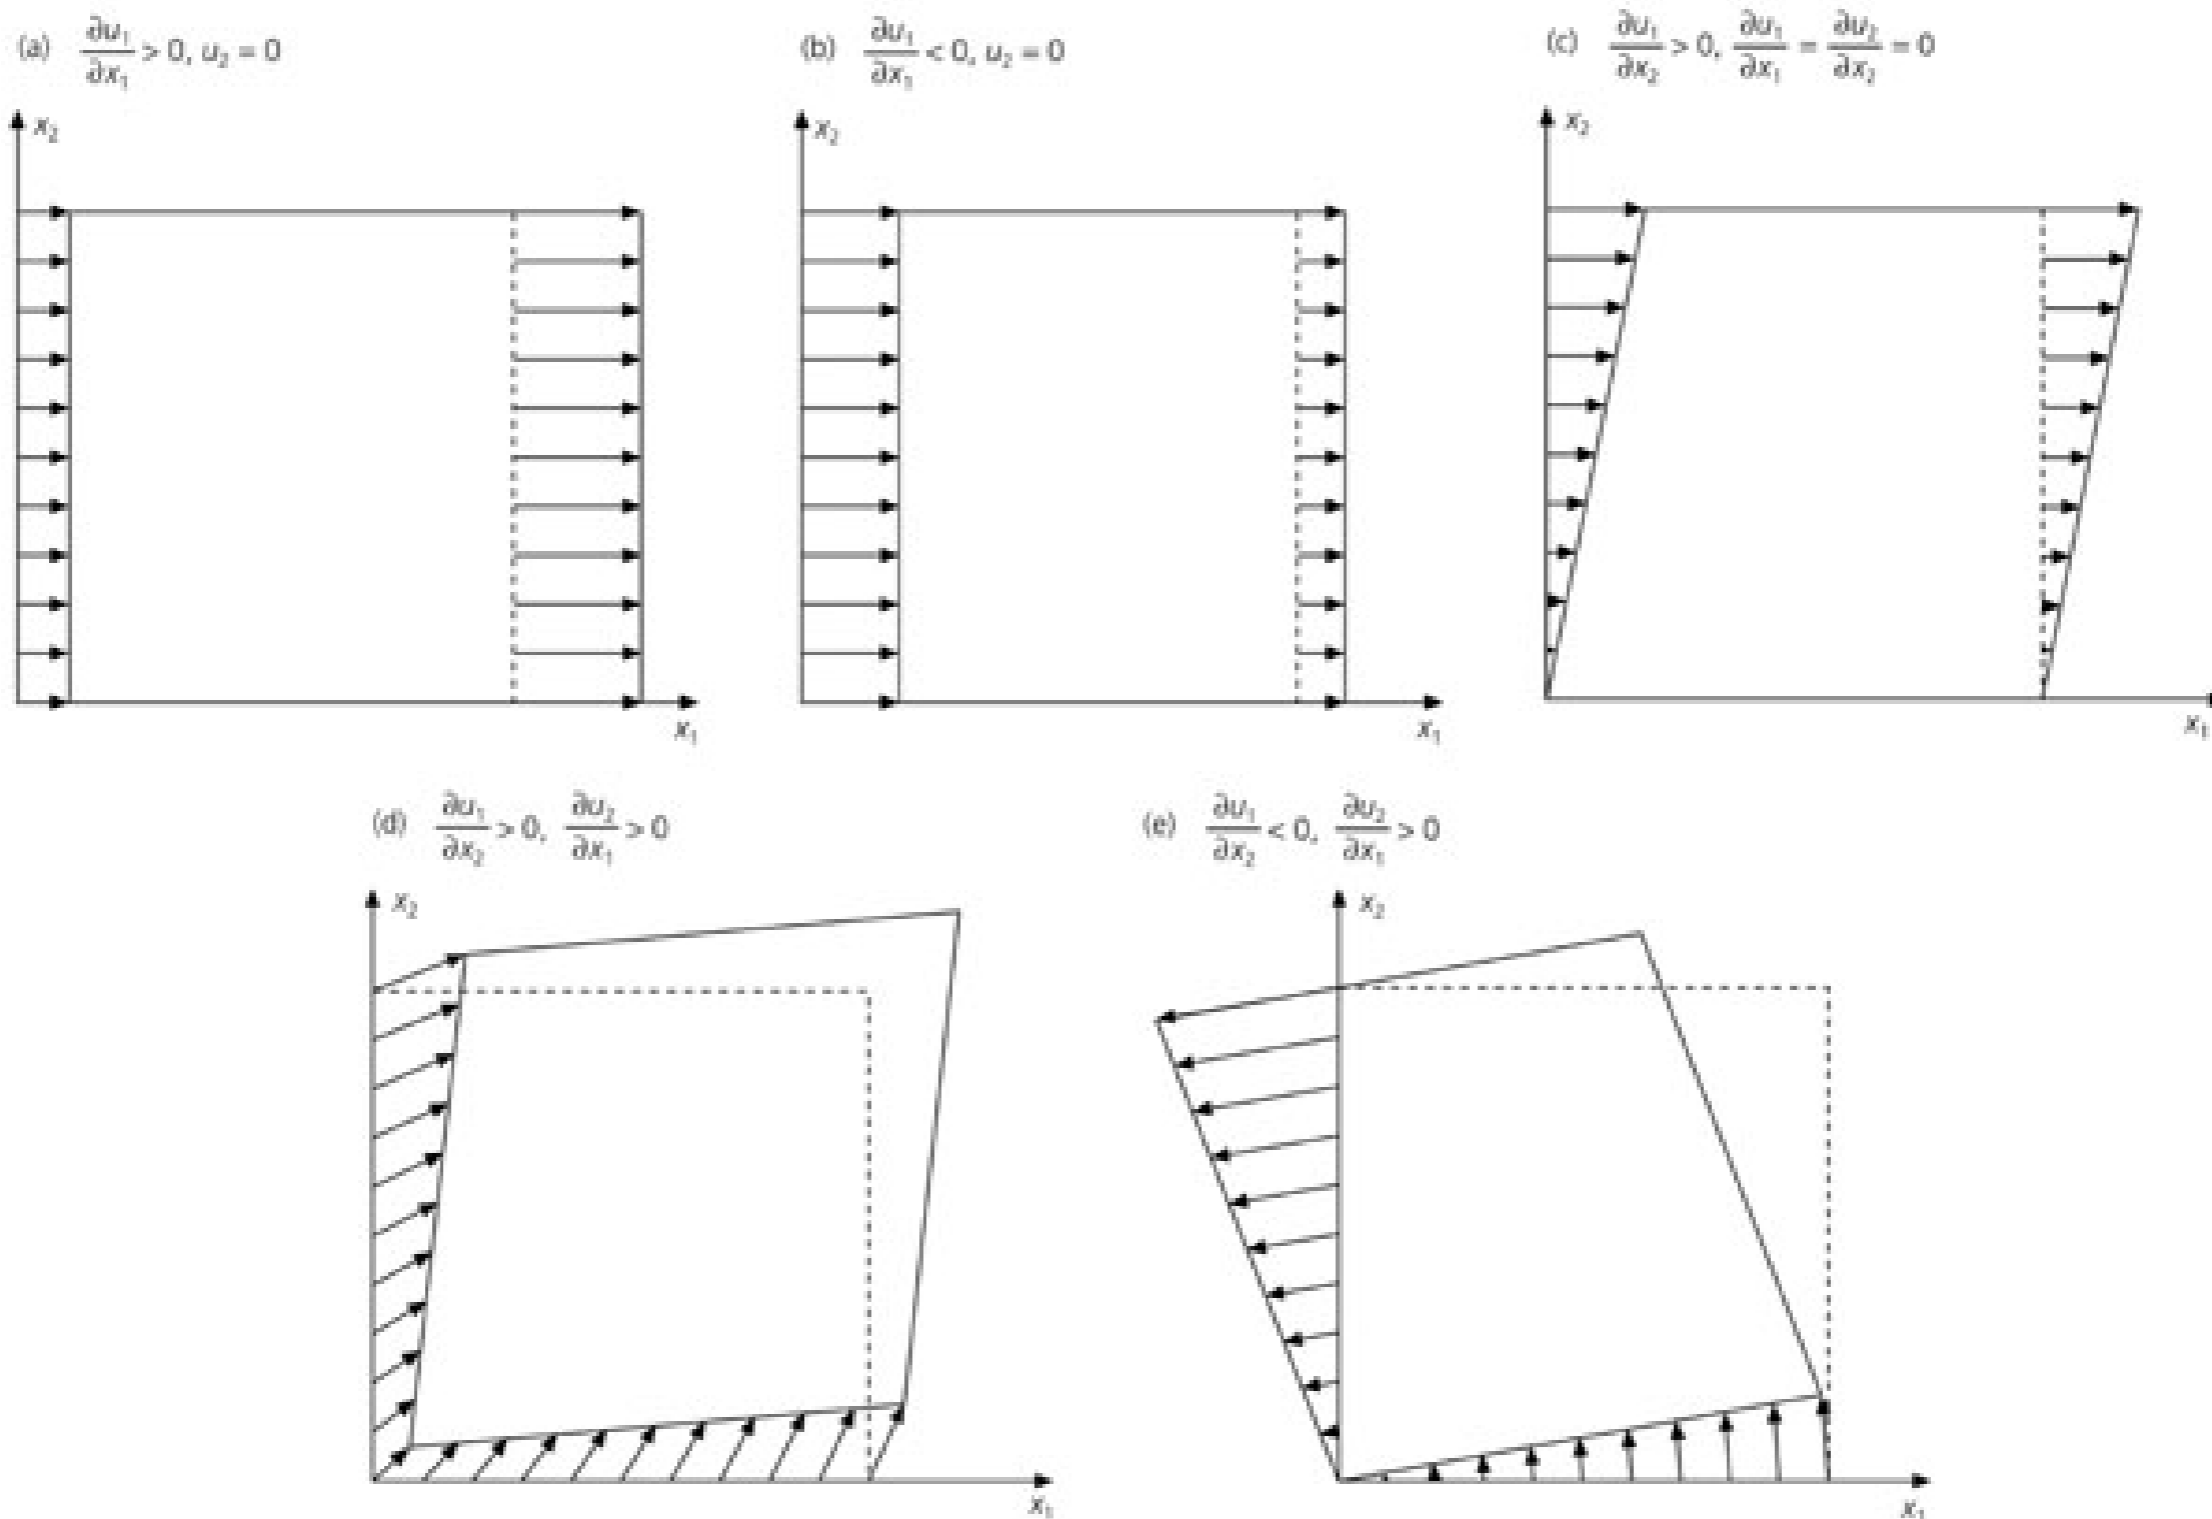 (a) ∂u₁/∂x₁ > 0, u₂ = 0
(b) ∂u₁/∂x₁ < 0, u₂ = 0
(c) ∂u₁/∂x₂ > 0, ∂u₁/∂x₁ = ∂u₂/∂x₂ = 0
x₂
x₂
x₂
x₁
x₁
x₁
(d) ∂u₁/∂x₂ > 0, ∂u₂/∂x₁ > 0
(e) ∂u₁/∂x₂ < 0, ∂u₂/∂x₁ > 0
x₂
x₂
x₁
x₁